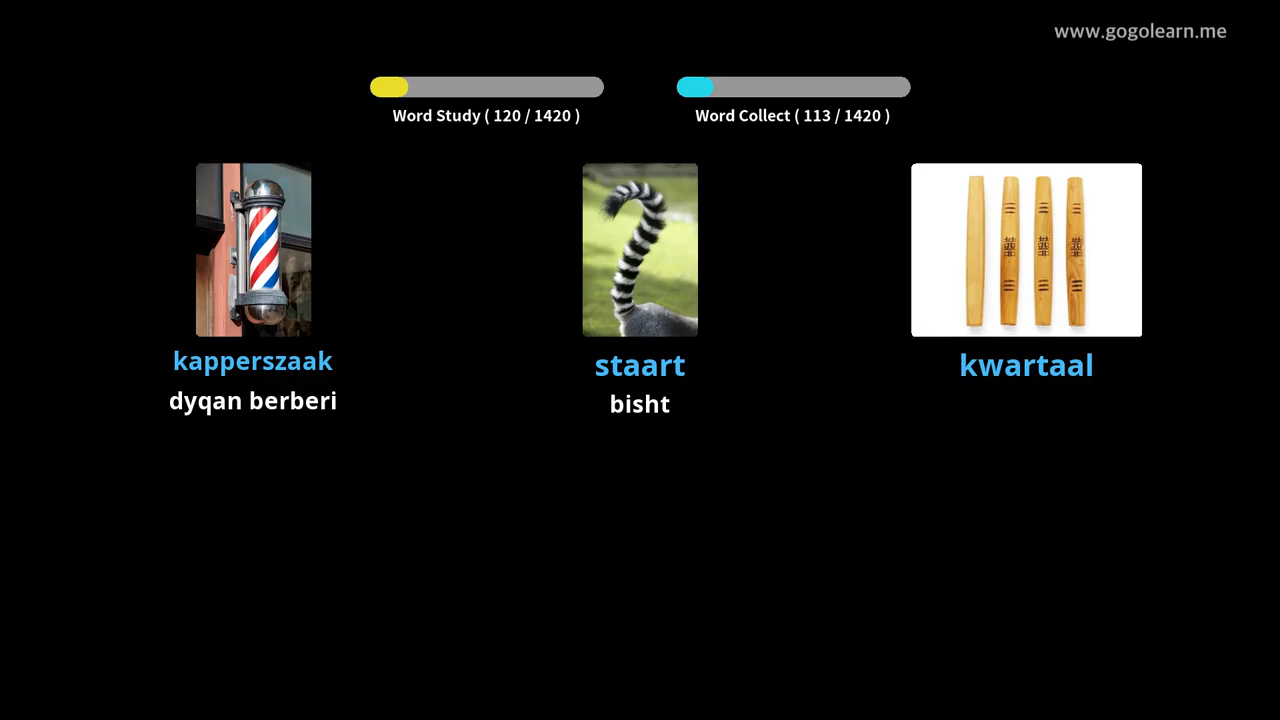 www.gogolearn.me
Word Study ( 120 / 1420 )
Word Collect ( 113 / 1420 )
kapperszaak
dyqan berberi
staart
bisht
kwartaal